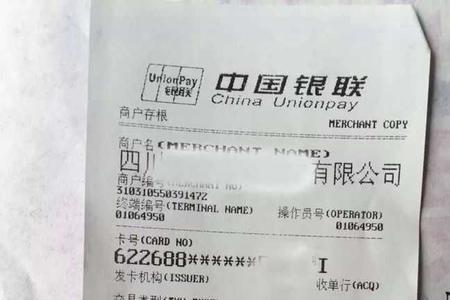 UnionPay
银联
中国银联
China Unionpay
商户存根
MERCHANT COPY
商户名(MERCHANT NAME)
四川 有限公司
商户编号(MERCHANT NO)
31031055039147Z
终端编号(TERMINAL NAME) 操作员号(OPERATOR)
01064950 01064950
卡号(CARD NO)
622688****** I
发卡机构(ISSUER) 收单行(ACQ)